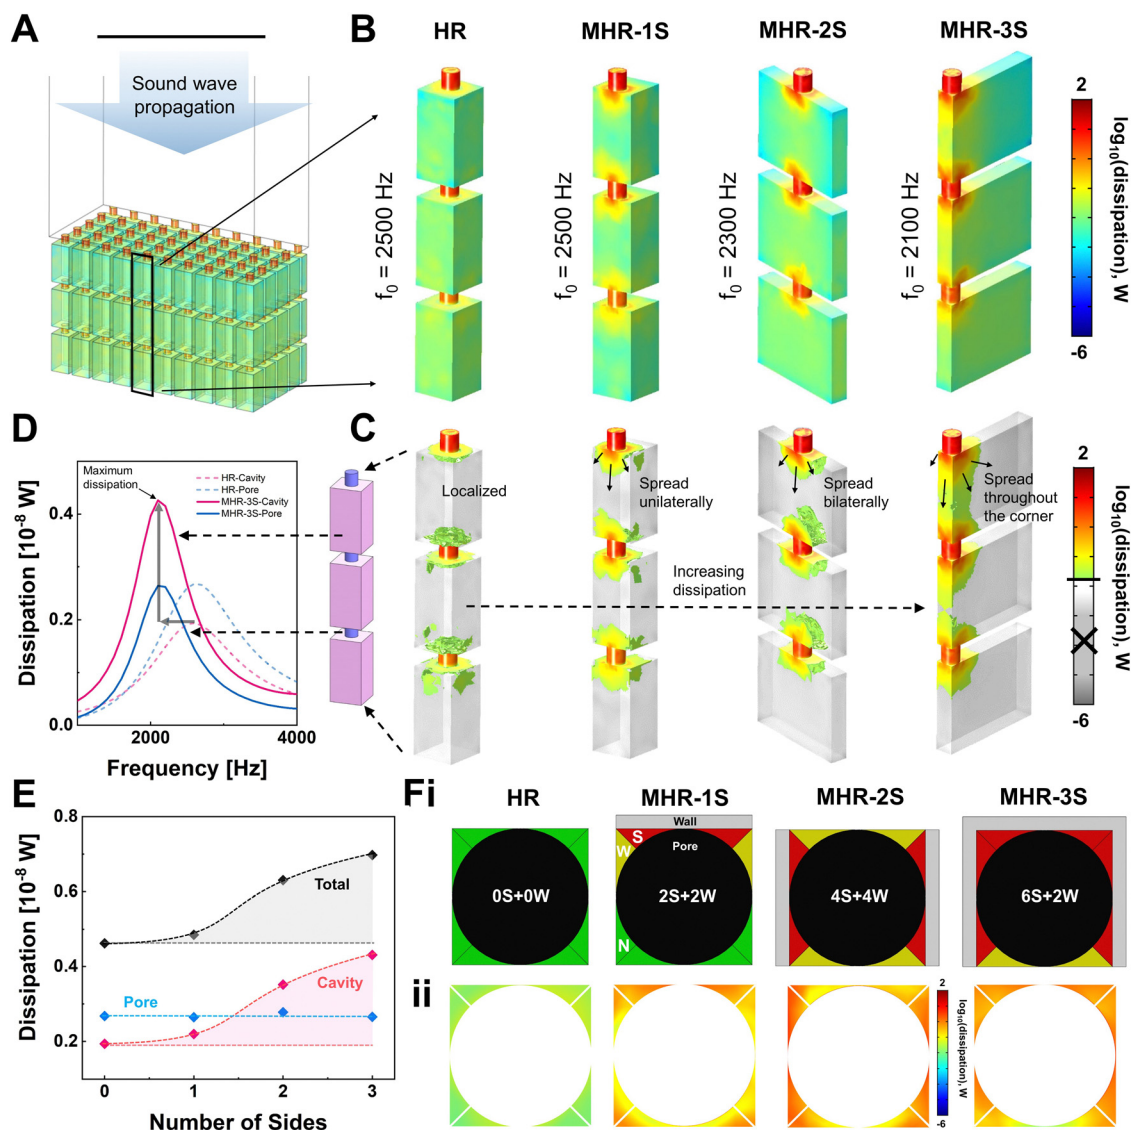 A
Sound wave
propagation
B
HR
MHR-1S
MHR-2S
MHR-3S
f0 = 2500 Hz
f0 = 2500 Hz
f0 = 2300 Hz
f0 = 2100 Hz
2
-6
log10(dissipation), W
D
Maximum
dissipation
HR-Cavity
HR-Pore
MHR-3S-Cavity
MHR-3S-Pore
0.4
0.2
0.0
2000
4000
Dissipation [10-8 W]
Frequency [Hz]
C
Localized
Spread
unilaterally
Spread
bilaterally
Spread
throughout
the corner
Increasing
dissipation
2
-6
log10(dissipation), W
E
0.8
0.6
0.4
0.2
0
1
2
3
Total
Pore
Cavity
Dissipation [10-8 W]
Number of Sides
Fi
HR
MHR-1S
MHR-2S
MHR-3S
Wall
S
W
Pore
N
0S+0W
2S+2W
4S+4W
6S+2W
ii
2
-6
log10(dissipation), W